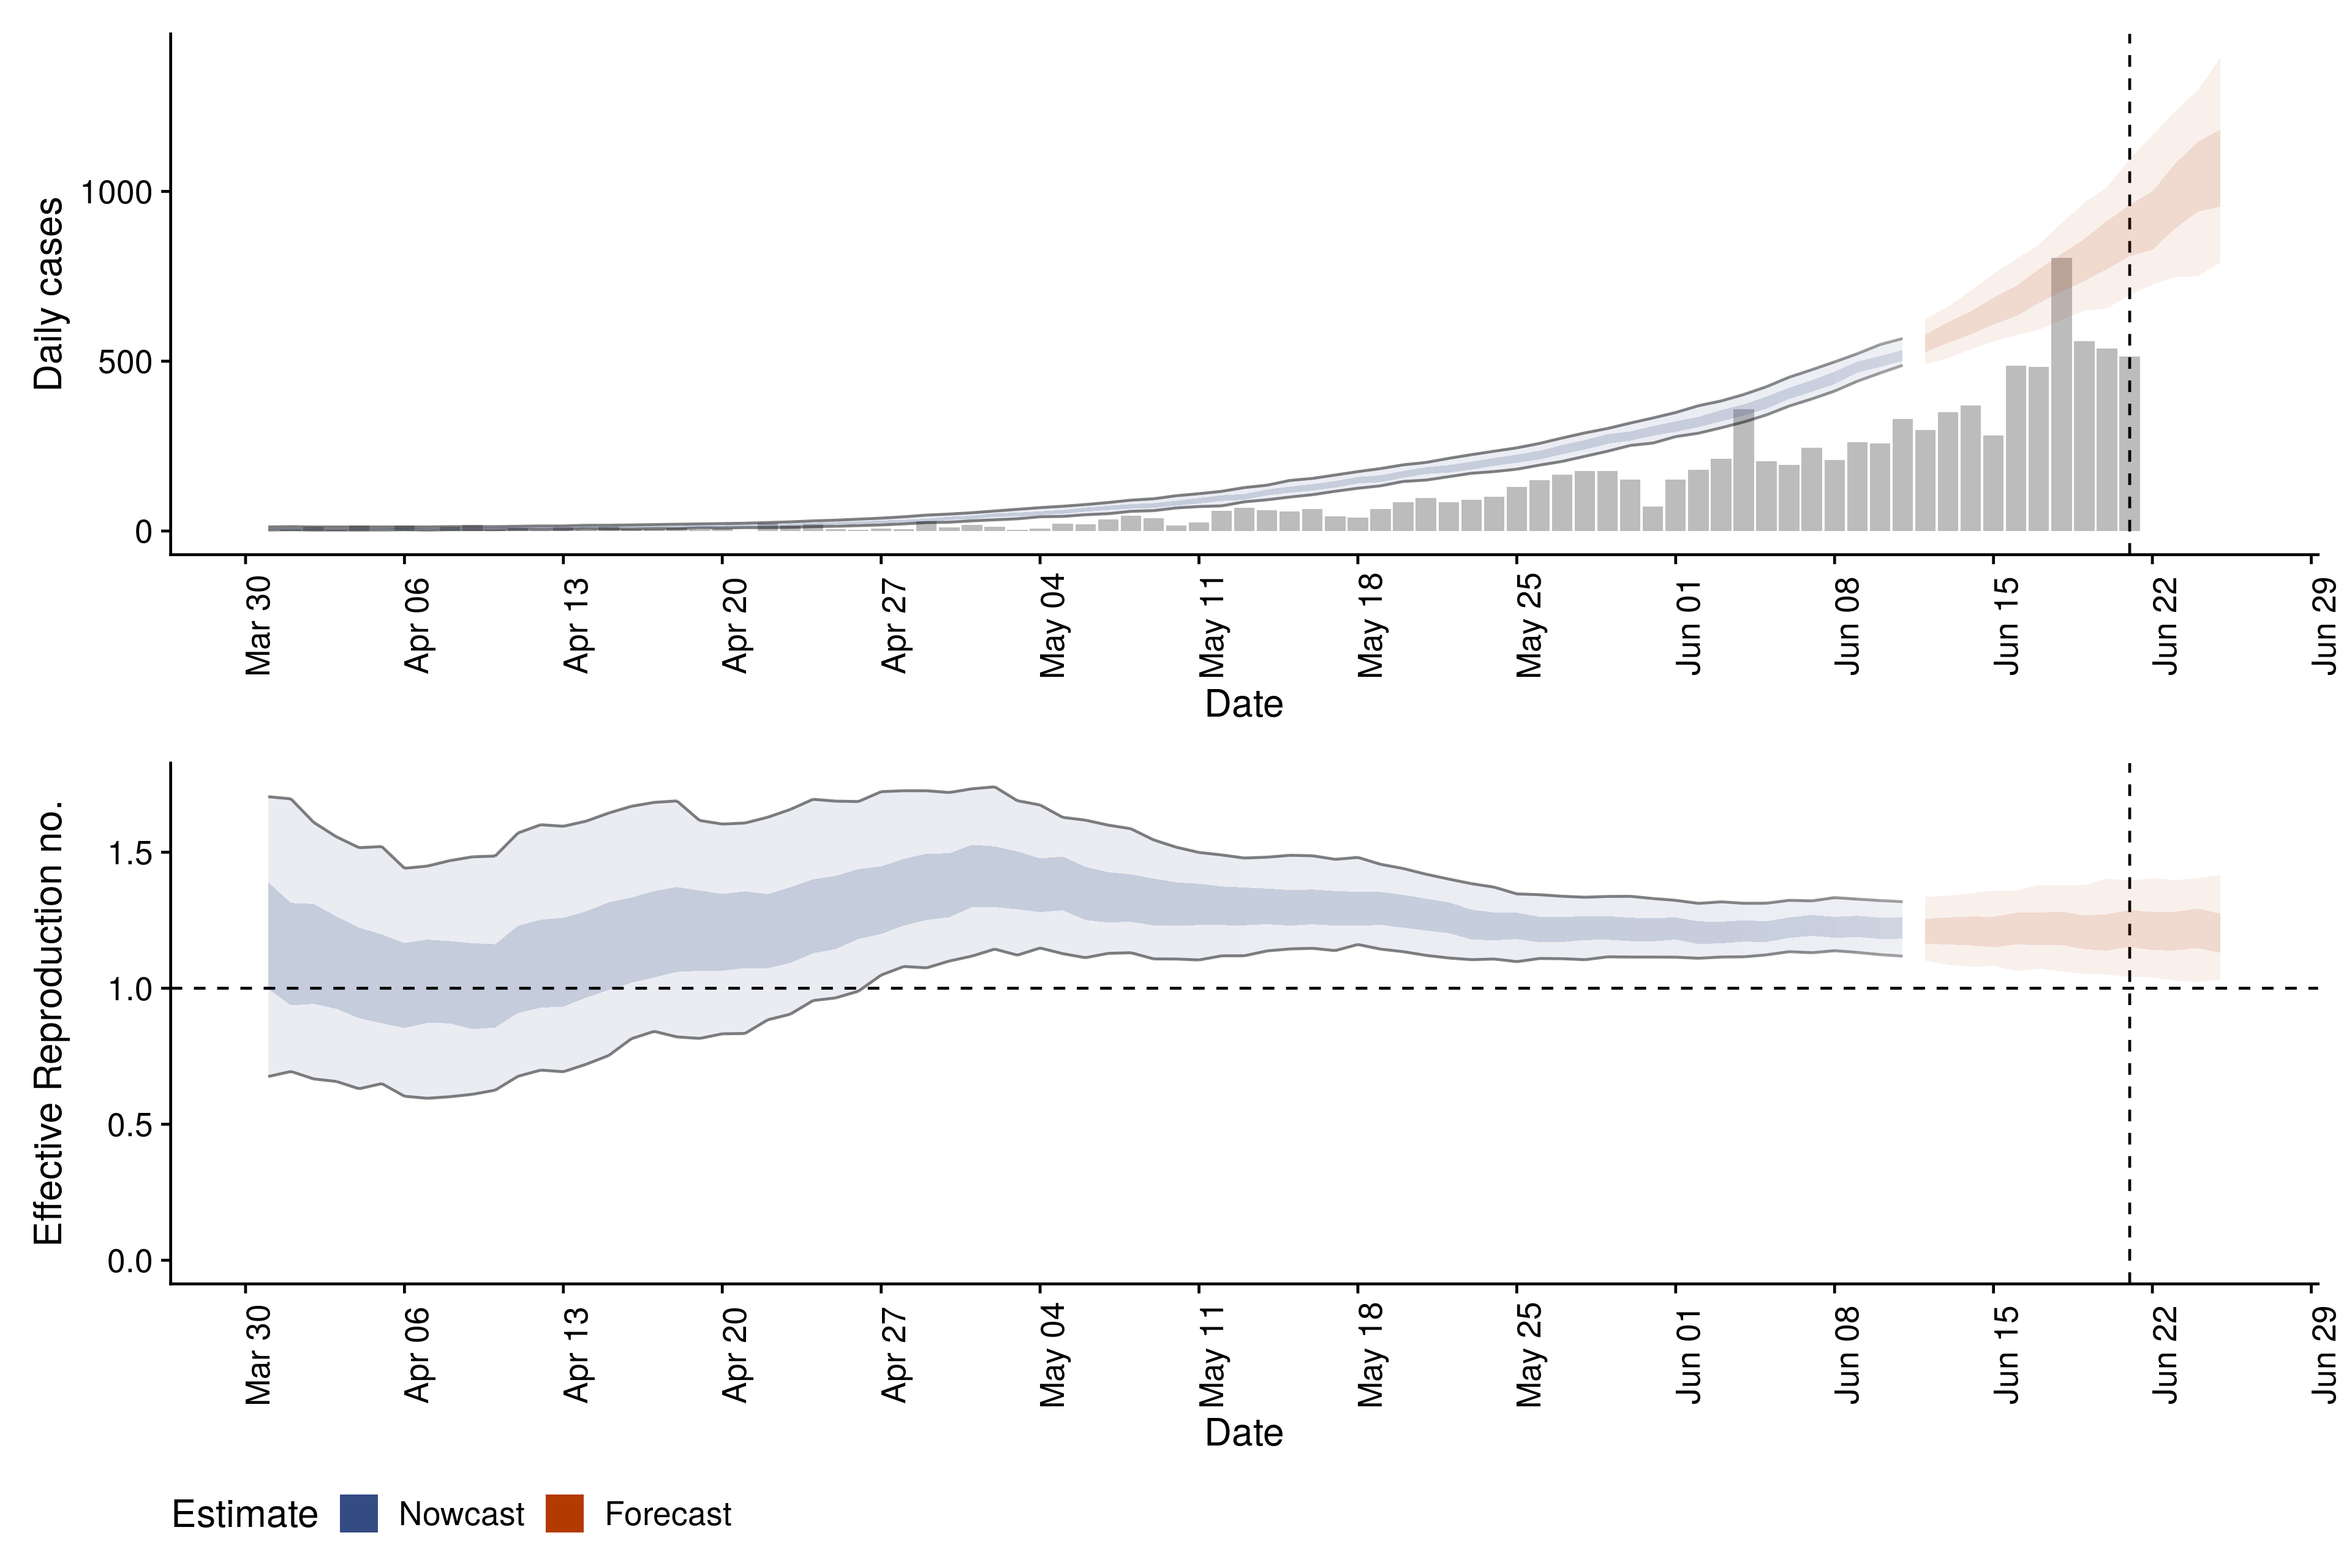 Daily cases
1000
500
0
Mar 30
Apr 06
Apr 13
Apr 20
Apr 27
May 04
May 11
May 18
May 25
Jun 01
Jun 08
Jun 15
Jun 22
Jun 29
Date
Effective Reproduction no.
1.5
1.0
0.5
0.0
Mar 30
Apr 06
Apr 13
Apr 20
Apr 27
May 04
May 11
May 18
May 25
Jun 01
Jun 08
Jun 15
Jun 22
Jun 29
Date
Estimate Nowcast Forecast